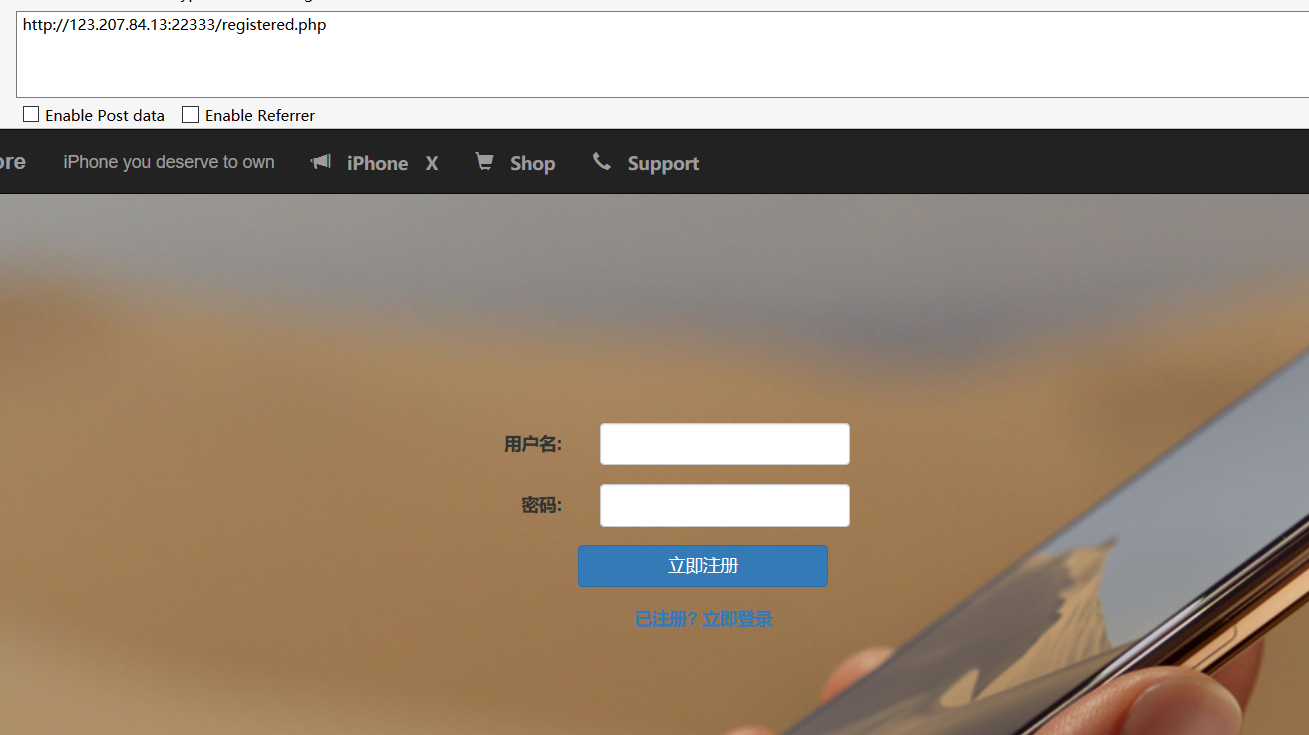 http://123.207.84.13:22333/registered.php
Enable Post data Enable Referrer
ore iPhone you deserve to own iPhone X Shop Support
用户名:
密码:
立即注册
已注册? 立即登录